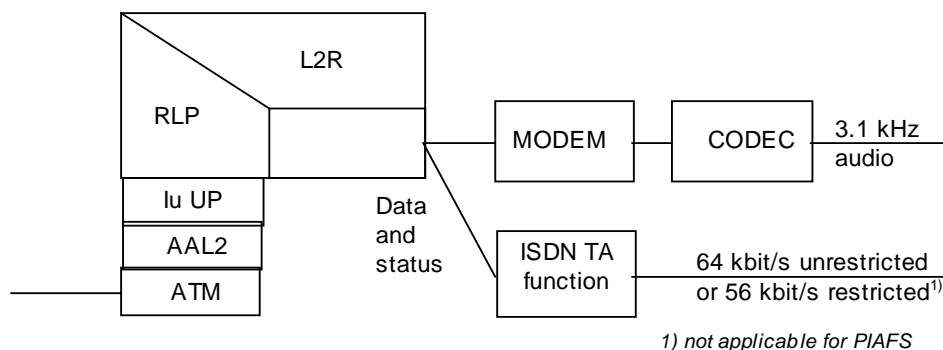 L2R
RLP
MODEM
CODEC
3.1 kHz
audio
Iu UP
AAL2
ATM
Data
and
status
ISDN TA
function
64 kbit/s unrestricted
or 56 kbit/s restricted1)
1) not applicable for PIAFS